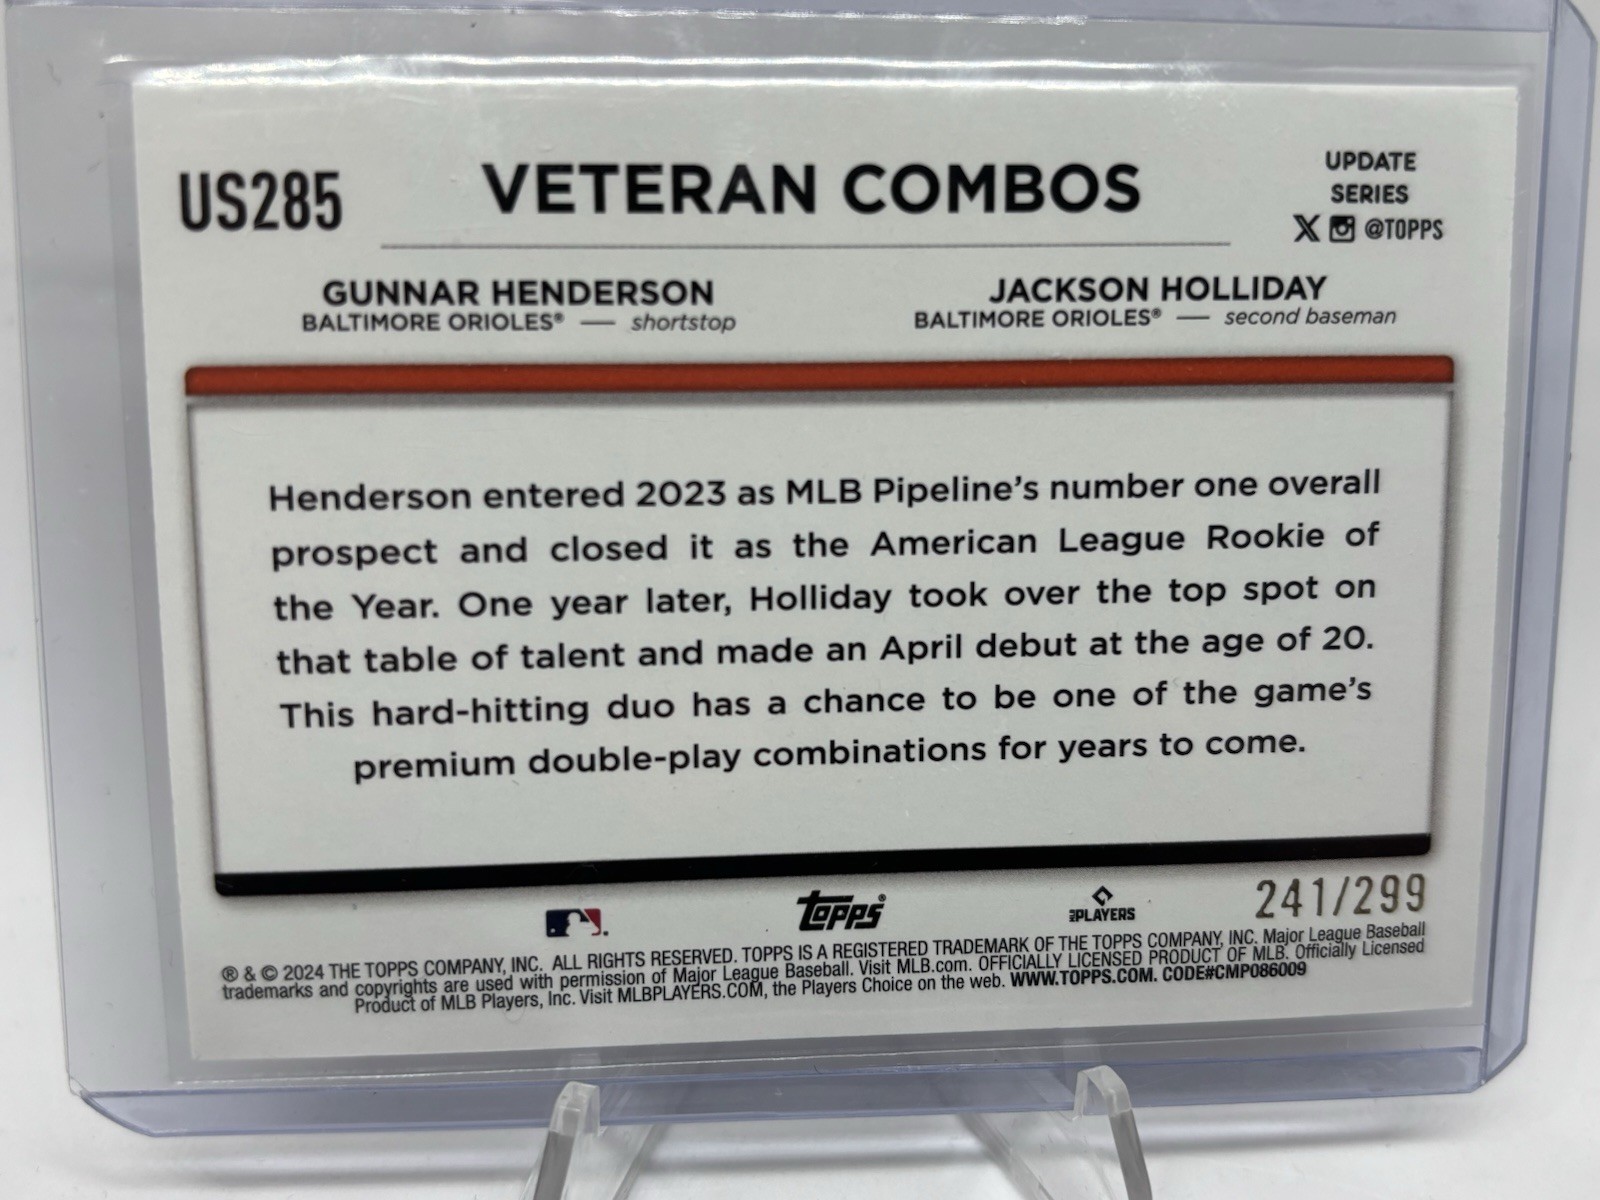 US285
VETERAN COMBOS
UPDATE
SERIES
@TOPPS
GUNNAR HENDERSON
BALTIMORE ORIOLES® — shortstop
JACKSON HOLLIDAY
BALTIMORE ORIOLES® — second baseman
Henderson entered 2023 as MLB Pipeline's number one overall
prospect and closed it as the American League Rookie of
the Year. One year later, Holliday took over the top spot on
that table of talent and made an April debut at the age of 20.
This hard-hitting duo has a chance to be one of the game's
premium double-play combinations for years to come.
Topps®
MLB PLAYERS
241/299
® & © 2024 THE TOPPS COMPANY, INC. ALL RIGHTS RESERVED. TOPPS IS A REGISTERED TRADEMARK OF THE TOPPS COMPANY, INC. Major League Baseball
trademarks and copyrights are used with permission of Major League Baseball. Visit MLB.com. OFFICIALLY LICENSED PRODUCT OF MLB. Officially Licensed
Product of MLB Players, Inc. Visit MLBPLAYERS.COM, the Players Choice on the web. WWW.TOPPS.COM. CODE#CMP086009